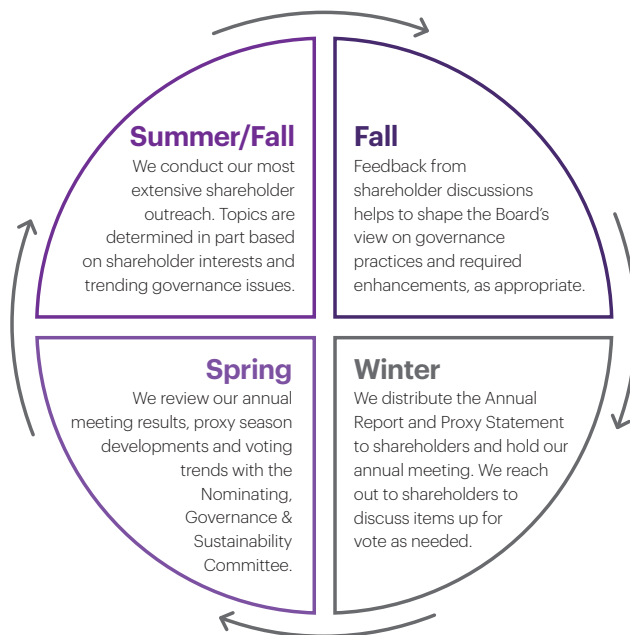 Summer/Fall
We conduct our most
extensive shareholder
outreach. Topics are
determined in part based
on shareholder interests and
trending governance issues.
Fall
Feedback from
shareholder discussions
helps to shape the Board’s
view on governance
practices and required
enhancements, as appropriate.
Spring
We review our annual
meeting results, proxy season
developments and voting
trends with the
Nominating,
Governance &
Sustainability
Committee.
Winter
We distribute the Annual
Report and Proxy Statement
to shareholders and hold our
annual meeting. We reach
out to shareholders to
discuss items up for
vote as needed.